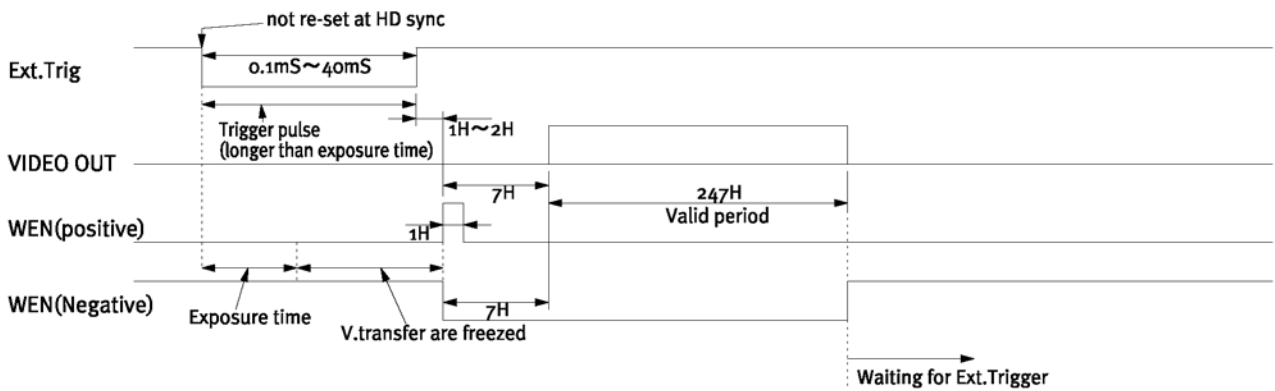 not re-set at HD sync
Ext.Trig
0.1mS～40mS
Trigger pulse
(longer than exposure time)
1H～2H
VIDEO OUT
7H
247H
Valid period
WEN(positive)
1H
WEN(Negative)
Exposure time
7H
V.transfer are freezed
Waiting for Ext.Trigger